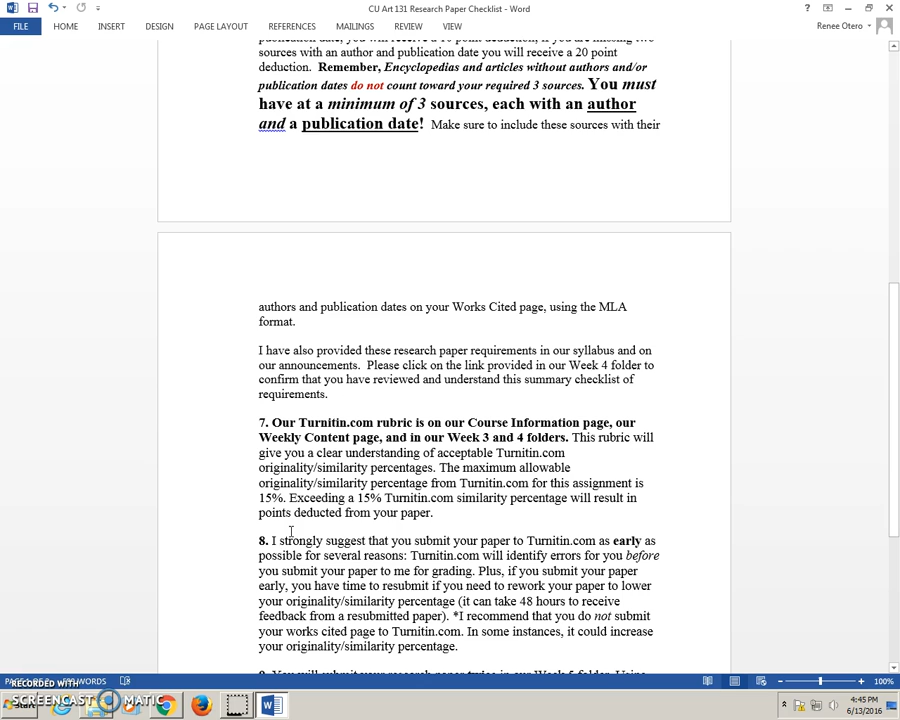 CU Art 131 Research Paper Checklist - Word
Renee Otero
FILE HOME INSERT DESIGN PAGE LAYOUT REFERENCES MAILINGS REVIEW VIEW
sources with an author and publication date you will receive a 20 point
deduction. Remember, Encyclopedias and articles without authors and/or
publication dates do not count toward your required 3 sources. You must
have at a minimum of 3 sources, each with an author
and a publication date! Make sure to include these sources with their
authors and publication dates on your Works Cited page, using the MLA
format.
I have also provided these research paper requirements in our syllabus and on
our announcements. Please click on the link provided in our Week 4 folder to
confirm that you have reviewed and understand this summary checklist of
requirements.
7. Our Turnitin.com rubric is on our Course Information page, our
Weekly Content page, and in our Week 3 and 4 folders. This rubric will
give you a clear understanding of acceptable Turnitin.com
originality/similarity percentages. The maximum allowable
originality/similarity percentage from Turnitin.com for this assignment is
15%. Exceeding a 15% Turnitin.com similarity percentage will result in
points deducted from your paper.
8. I strongly suggest that you submit your paper to Turnitin.com as early as
possible for several reasons: Turnitin.com will identify errors for you before
you submit your paper to me for grading. Plus, if you submit your paper
early, you have time to resubmit if you need to rework your paper to lower
your originality/similarity percentage (it can take 48 hours to receive
feedback from a resubmitted paper). *I recommend that you do not submit
your works cited page to Turnitin.com. In some instances, it could increase
your originality/similarity percentage.
100%
RECORDED WITH
SCREENCAST MATIC
Start
4:45 PM
6/13/2016